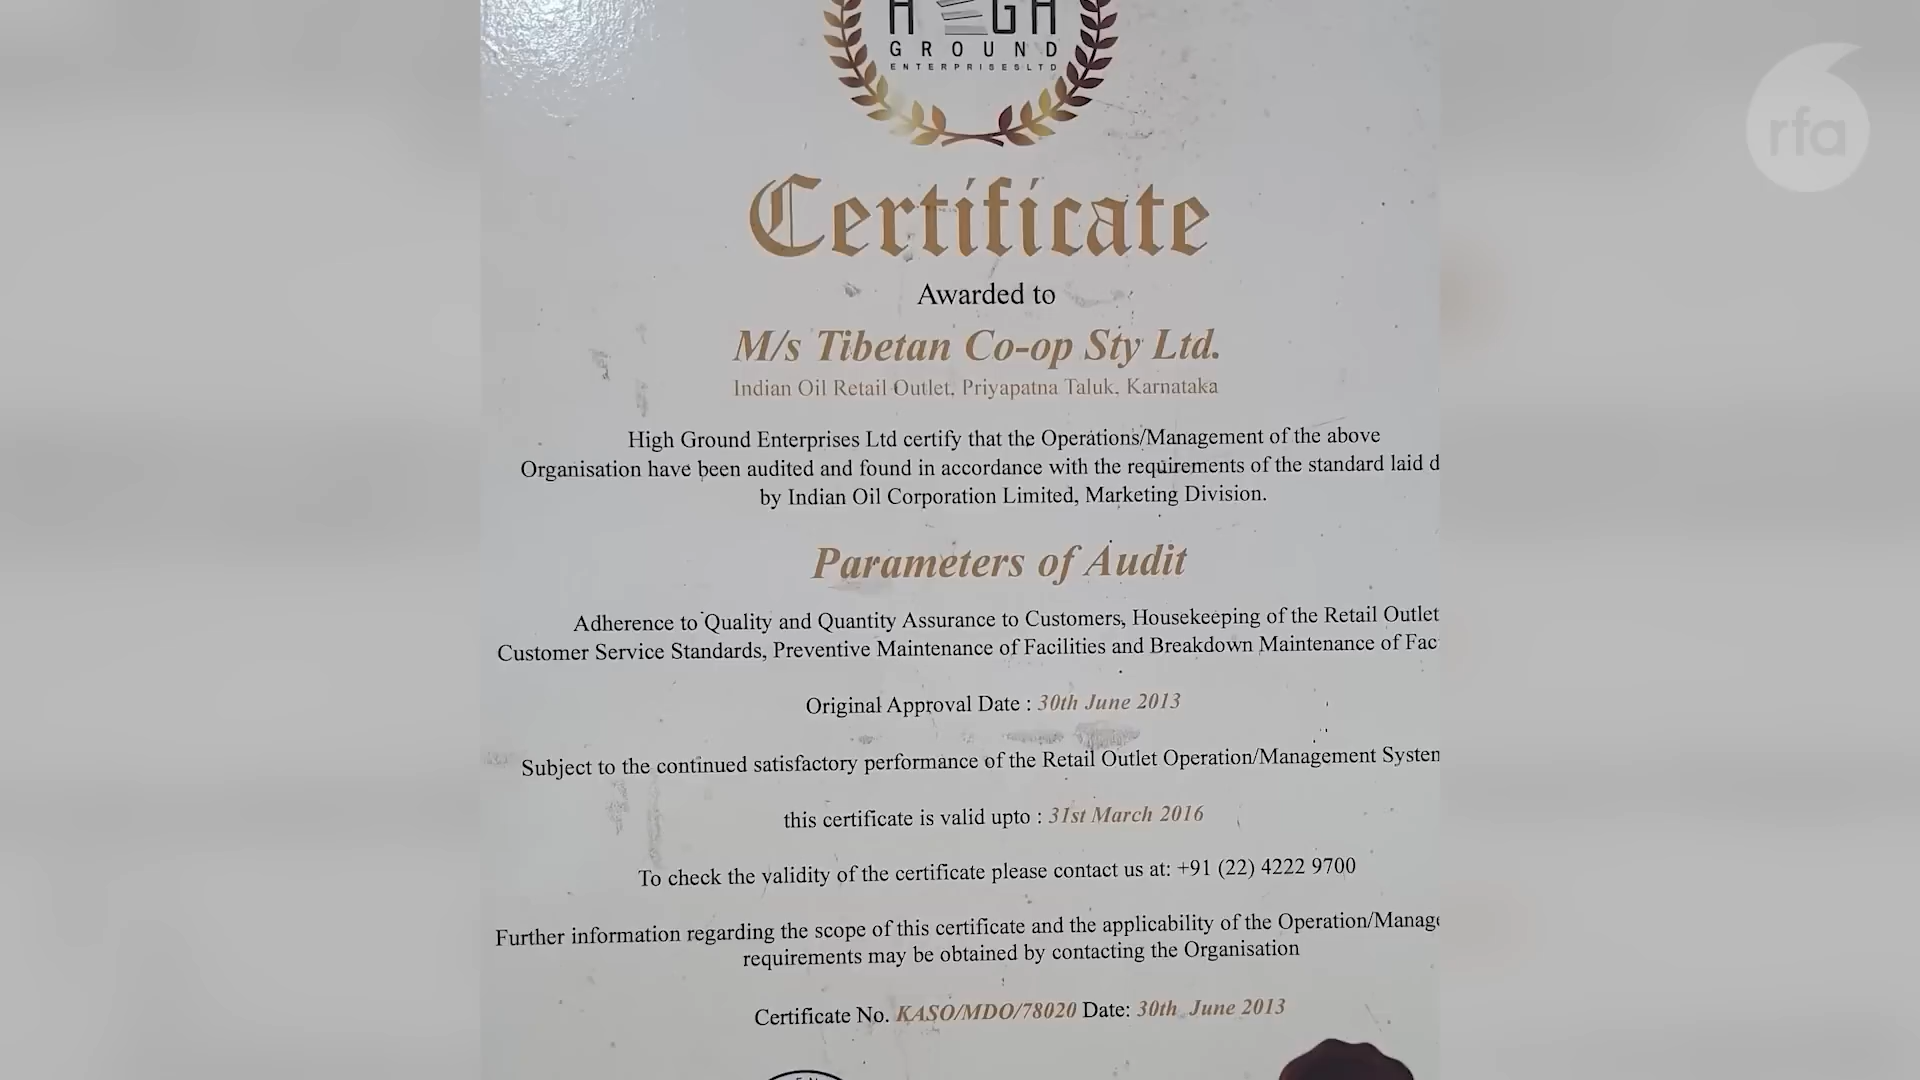 H GH
GROUND
ENTERPRISES LTD
rfa
Certificate
Awarded to
M/s Tibetan Co-op Sty Ltd.
Indian Oil Retail Outlet, Priyapatna Taluk, Karnataka
High Ground Enterprises Ltd certify that the Operations/Management of the above
Organisation have been audited and found in accordance with the requirements of the standard laid d
by Indian Oil Corporation Limited, Marketing Division.
Parameters of Audit
Adherence to Quality and Quantity Assurance to Customers, Housekeeping of the Retail Outlet
Customer Service Standards, Preventive Maintenance of Facilities and Breakdown Maintenance of Fac
Original Approval Date : 30th June 2013
Subject to the continued satisfactory performance of the Retail Outlet Operation/Management System
this certificate is valid upto : 31st March 2016
To check the validity of the certificate please contact us at: +91 (22) 4222 9700
Further information regarding the scope of this certificate and the applicability of the Operation/Manage
requirements may be obtained by contacting the Organisation
Certificate No. KASO/MDO/78020 Date: 30th June 2013